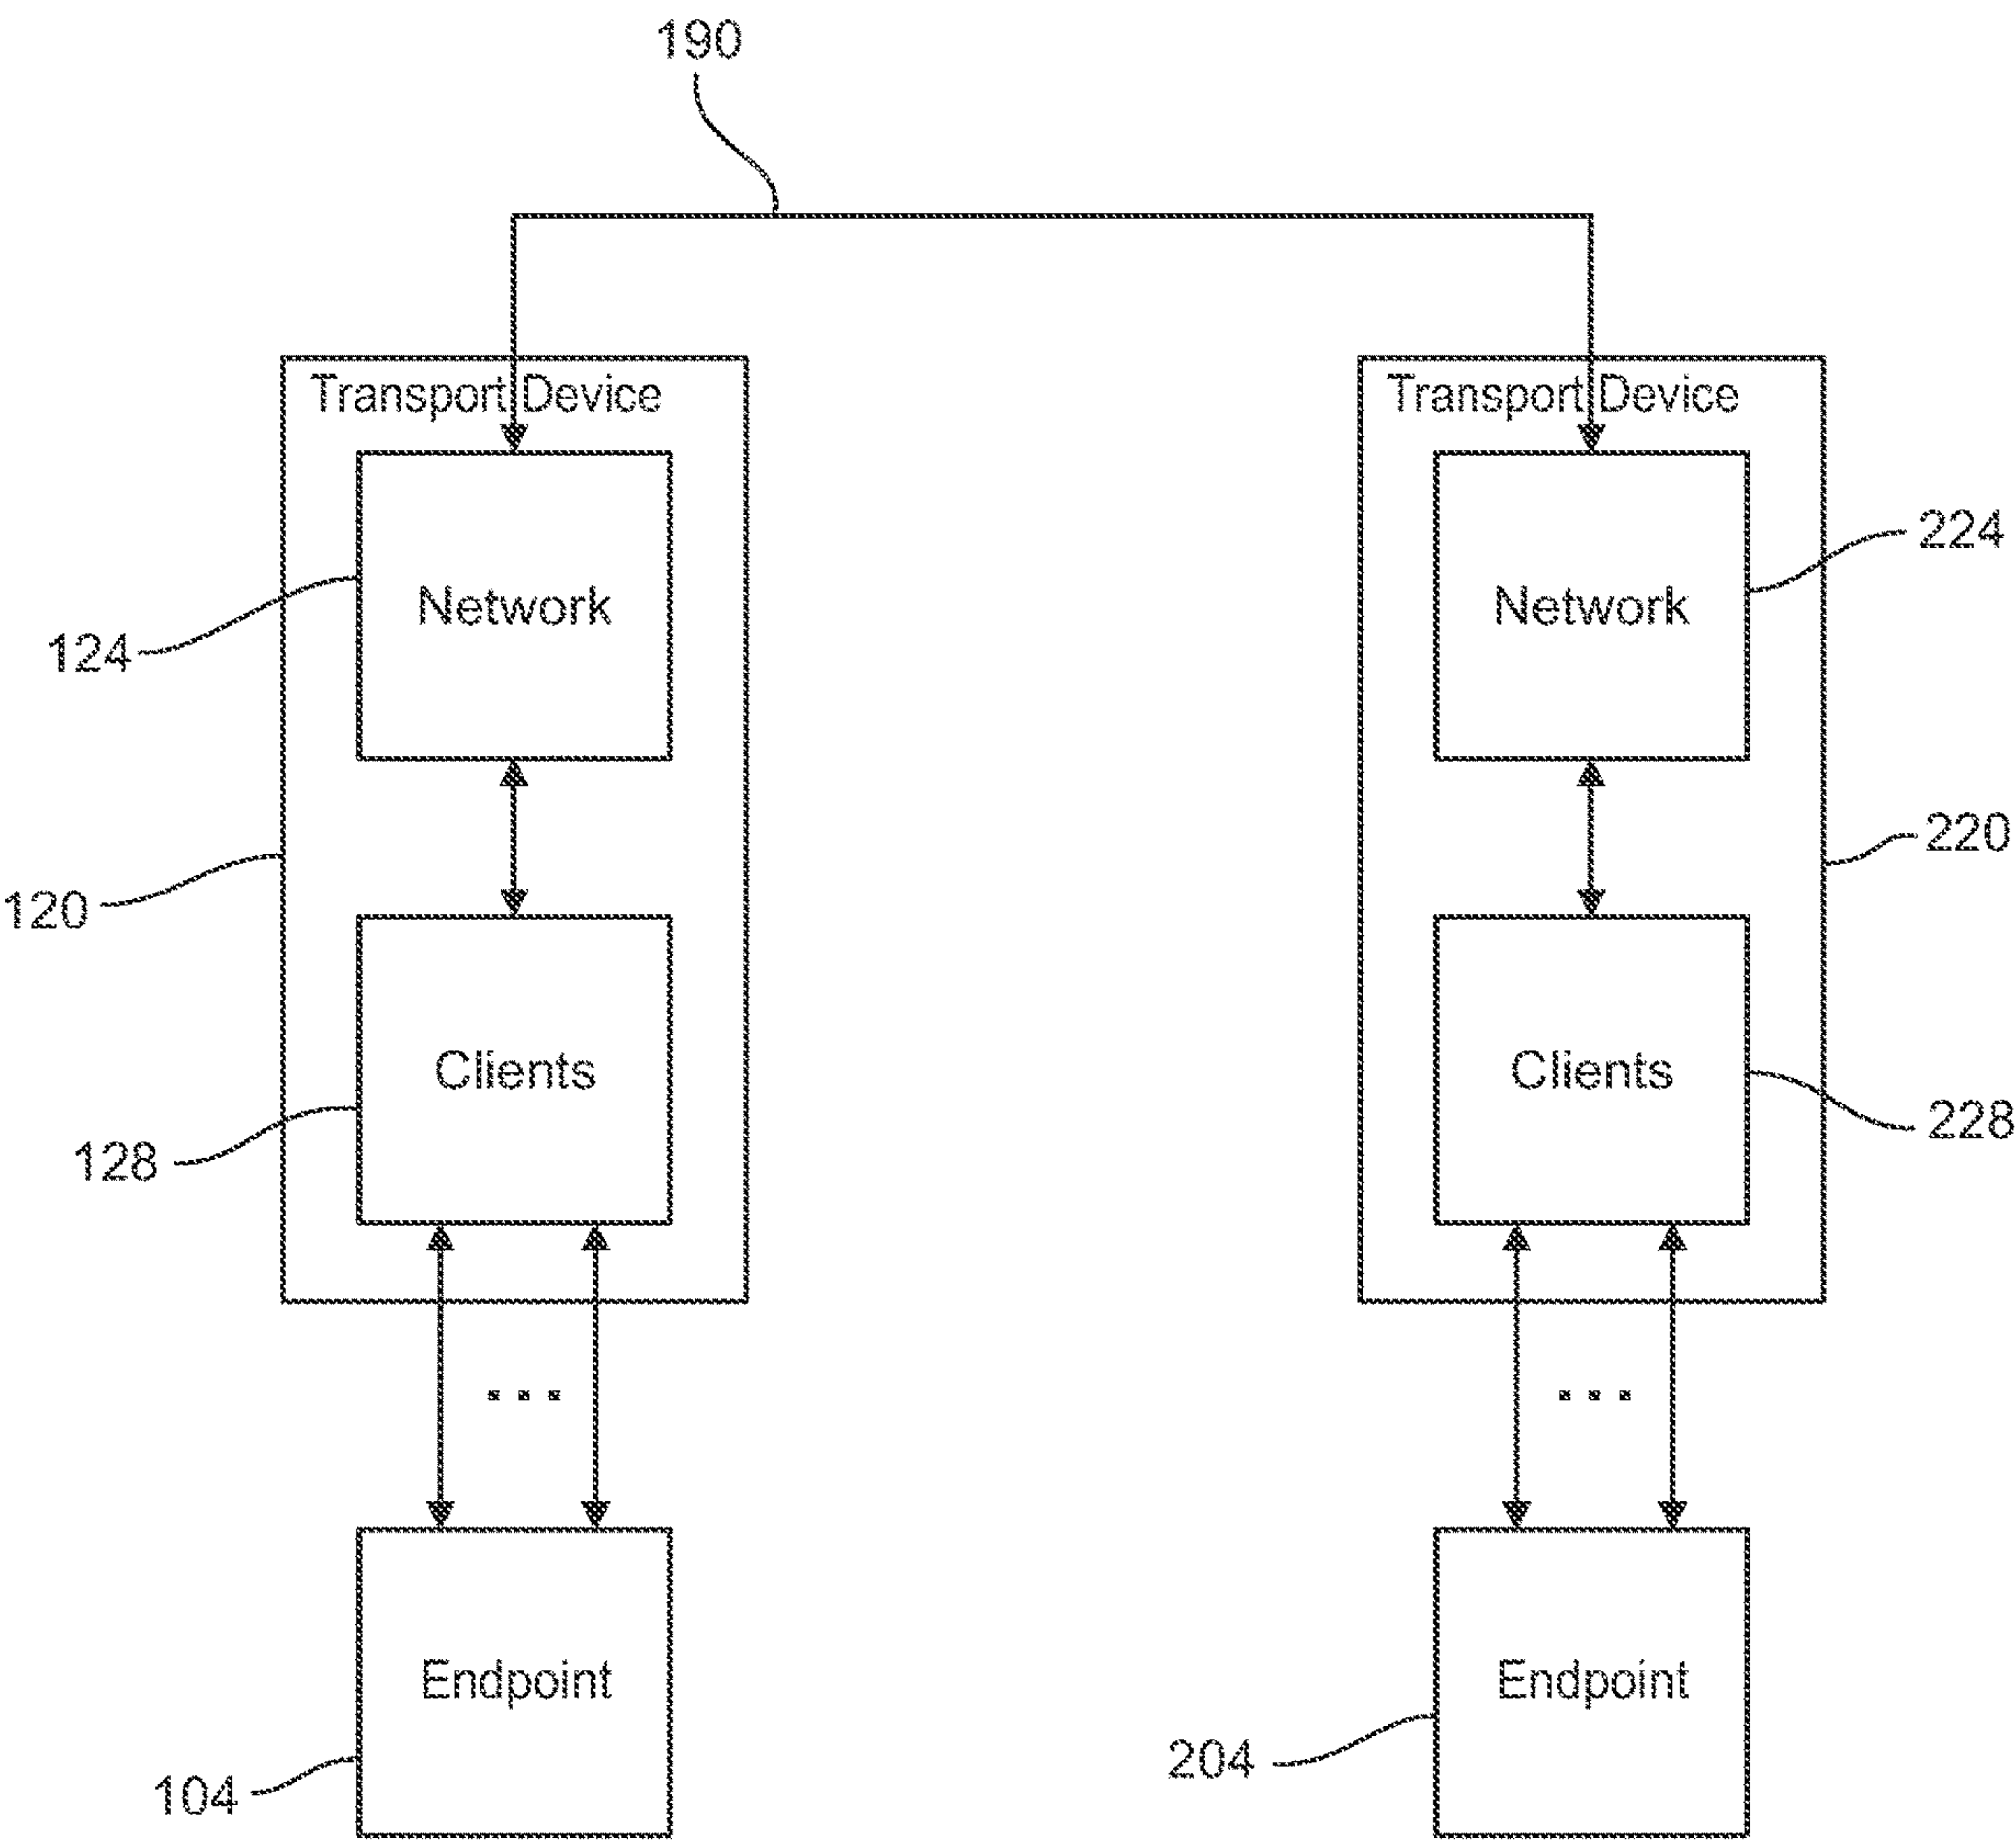 190
Transport Device
Transport Device
Network
224
Network
124
220
120
Clients
Clients
228
128
...
...
Endpoint
Endpoint
204
104